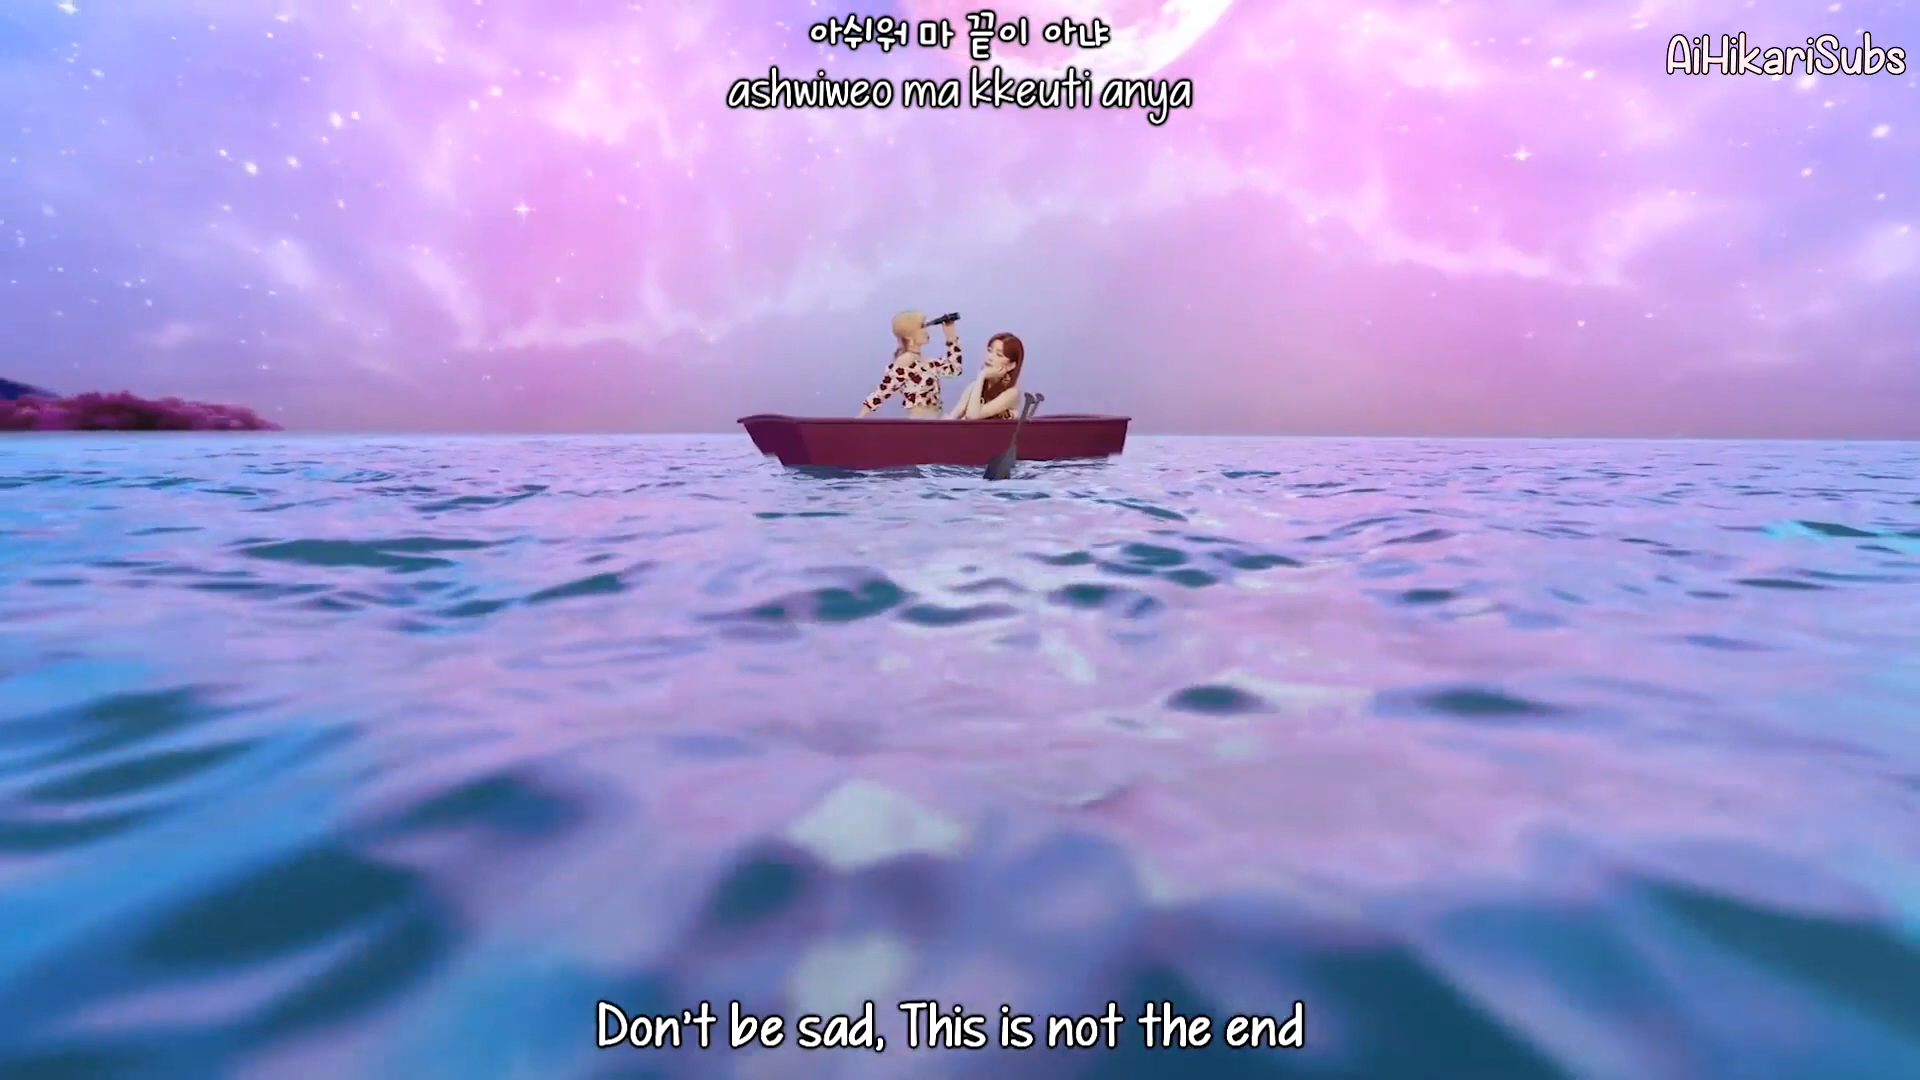 아쉬워 마 끝이 아냐
AiHikariSubs
ashwiweo ma kkeuti anya
Don't be sad, This is not the end